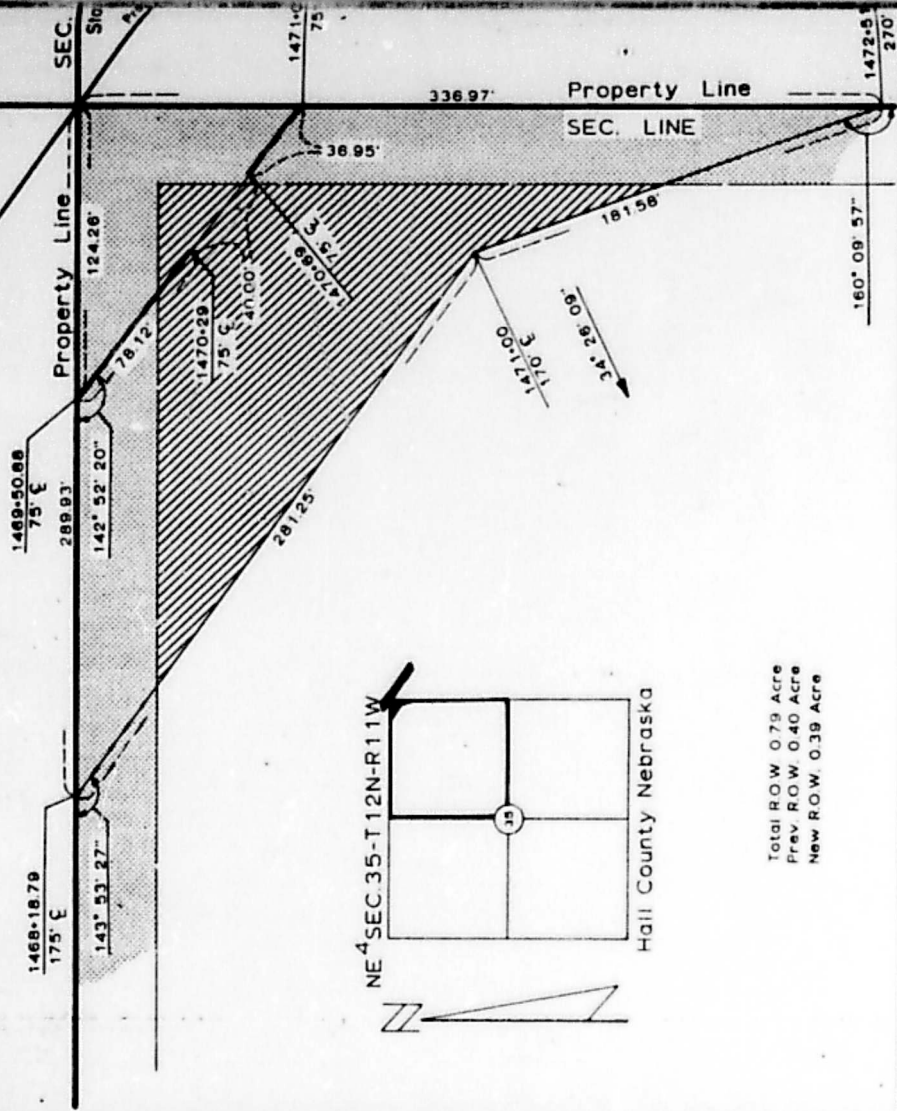 SEC.
1471+
75'
1472+5
270'
336.97'
Property Line
SEC. LINE
Property Line
124.26'
36.95'
75'
1470+69
40.00'
1470+29
75' ℄
78.12'
181.58'
160° 09' 57"
1469+50.88
75' ℄
289.93'
142° 52' 20"
1471+00
170' ℄
34° 26' 09"
281.25'
1468+18.79
175' ℄
143° 53' 27"
NE 4 SEC.35-T12N-R11W
35
Hall County Nebraska
Total R.O.W. 0.79 Acre
Prev. R.O.W. 0.40 Acre
New R.O.W. 0.39 Acre